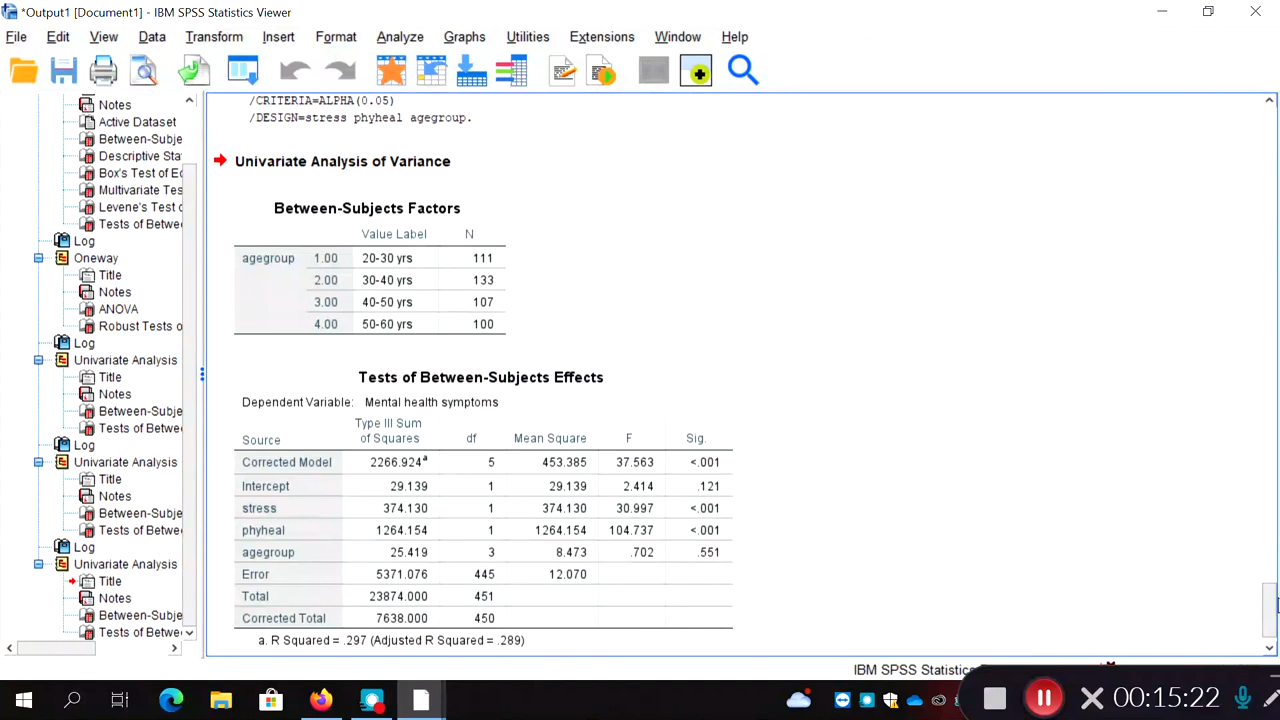 *Output1 [Document1] - IBM SPSS Statistics Viewer
File Edit View Data Transform Insert Format Analyze Graphs Utilities Extensions Window Help
Notes
Active Dataset
Between-Subje
Descriptive Sta
Box's Test of Ec
Multivariate Tes
Levene's Test o
Tests of Betwe
Log
Oneway
Title
Notes
ANOVA
Robust Tests o
Log
Univariate Analysis
Title
Notes
Between-Subje
Tests of Betwe
Log
Univariate Analysis
Title
Notes
Between-Subje
Tests of Betwe
Log
Univariate Analysis
Title
Notes
Between-Subje
Tests of Betwe
/CRITERIA=ALPHA(0.05)
/DESIGN=stress phyheal agegroup.
Univariate Analysis of Variance
Between-Subjects Factors
Value Label N
agegroup 1.00 20-30 yrs 111
2.00 30-40 yrs 133
3.00 40-50 yrs 107
4.00 50-60 yrs 100
Tests of Between-Subjects Effects
Dependent Variable: Mental health symptoms
Source Type III Sum of Squares df Mean Square F Sig.
Corrected Model 2266.924a 5 453.385 37.563 <.001
Intercept 29.139 1 29.139 2.414 .121
stress 374.130 1 374.130 30.997 <.001
phyheal 1264.154 1 1264.154 104.737 <.001
agegroup 25.419 3 8.473 .702 .551
Error 5371.076 445 12.070
Total 23874.000 451
Corrected Total 7638.000 450
a. R Squared = .297 (Adjusted R Squared = .289)
IBM SPSS Statistics
00:15:22